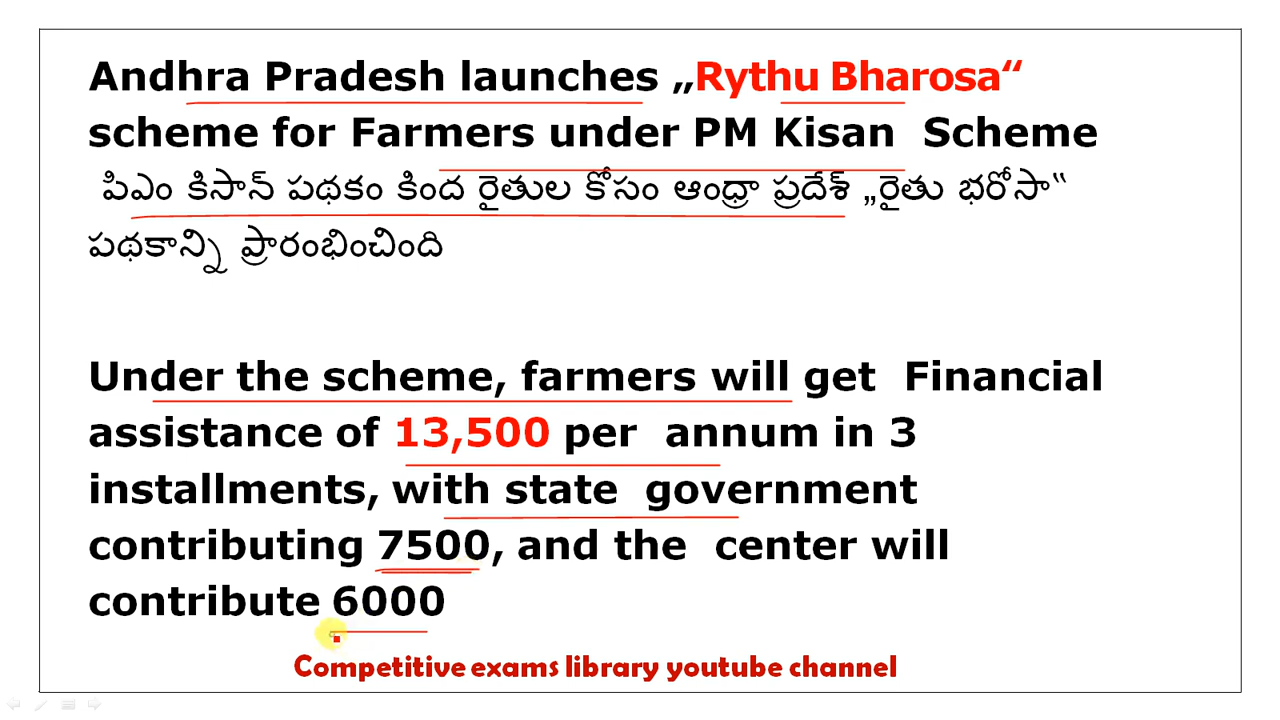 Andhra Pradesh launches „Rythu Bharosa“
scheme for Farmers under PM Kisan Scheme
పిఎం కిసాన్ పథకం కింద రైతుల కోసం ఆంధ్రా ప్రదేశ్ „రైతు భరోసా“
పథకాన్ని ప్రారంభించింది
Under the scheme, farmers will get Financial
assistance of 13,500 per annum in 3
installments, with state government
contributing 7500, and the center will
contribute 6000
Competitive exams library youtube channel